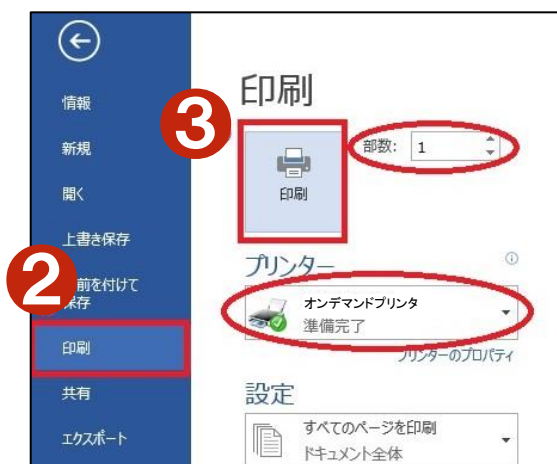 情報
新規
開く
上書き保存
前を付けて
保存
印刷
共有
エクスポート
2
3
印刷
印刷
部数: 1
プリンター
オンデマンドプリンタ
準備完了
プリンターのプロパティ
設定
すべてのページを印刷
ドキュメント全体